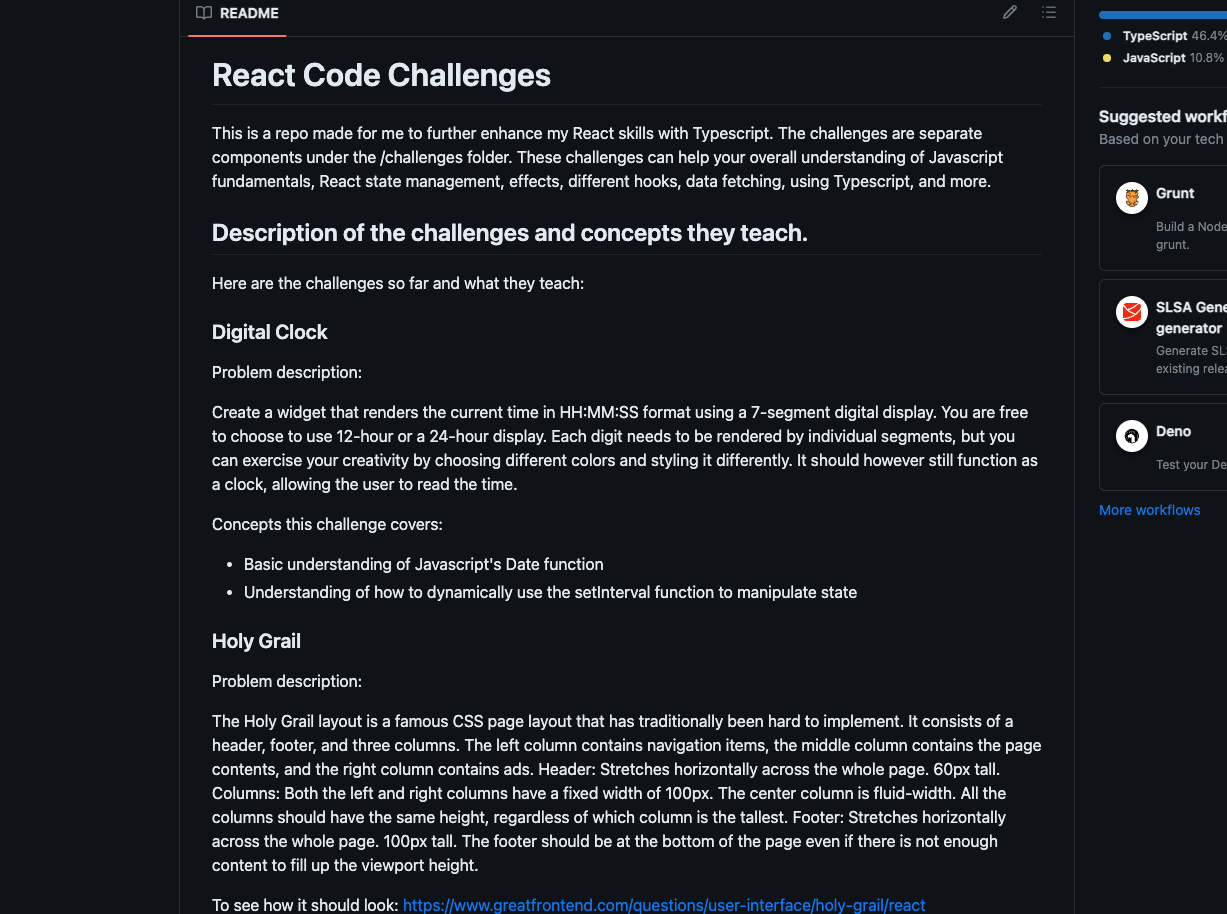 README
React Code Challenges
This is a repo made for me to further enhance my React skills with Typescript. The challenges are separate
components under the /challenges folder. These challenges can help your overall understanding of Javascript
fundamentals, React state management, effects, different hooks, data fetching, using Typescript, and more.
Description of the challenges and concepts they teach.
Here are the challenges so far and what they teach:
Digital Clock
Problem description:
Create a widget that renders the current time in HH:MM:SS format using a 7-segment digital display. You are free
to choose to use 12-hour or a 24-hour display. Each digit needs to be rendered by individual segments, but you
can exercise your creativity by choosing different colors and styling it differently. It should however still function as
a clock, allowing the user to read the time.
Concepts this challenge covers:
• Basic understanding of Javascript's Date function
• Understanding of how to dynamically use the setInterval function to manipulate state
Holy Grail
Problem description:
The Holy Grail layout is a famous CSS page layout that has traditionally been hard to implement. It consists of a
header, footer, and three columns. The left column contains navigation items, the middle column contains the page
contents, and the right column contains ads. Header: Stretches horizontally across the whole page. 60px tall.
Columns: Both the left and right columns have a fixed width of 100px. The center column is fluid-width. All the
columns should have the same height, regardless of which column is the tallest. Footer: Stretches horizontally
across the whole page. 100px tall. The footer should be at the bottom of the page even if there is not enough
content to fill up the viewport height.
To see how it should look: https://www.greatfrontend.com/questions/user-interface/holy-grail/react
TypeScript 46.4%
JavaScript 10.8%
Suggested workf
Based on your tech
Grunt
Build a Node
grunt.
SLSA Gene
generator
Generate SL
existing relea
Deno
Test your De
More workflows